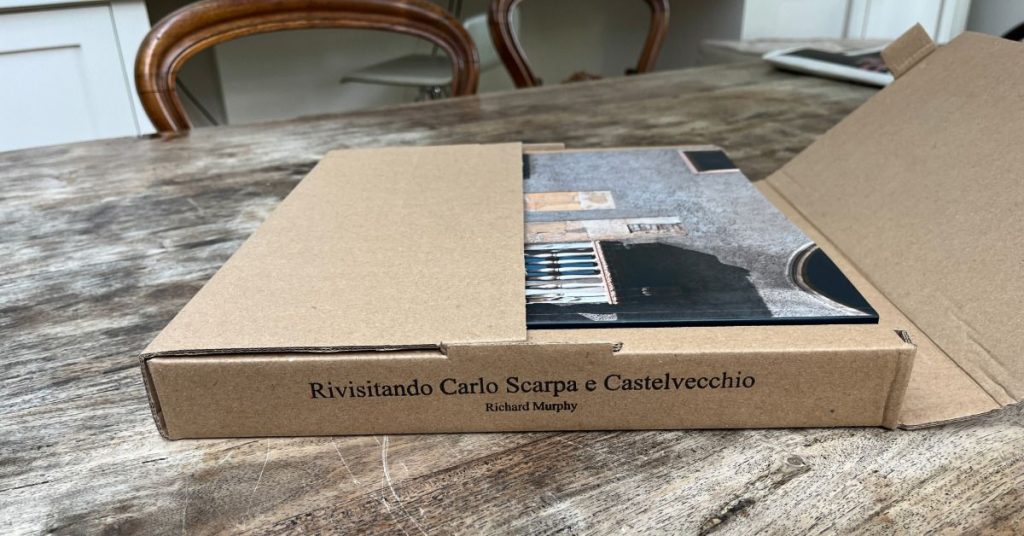 Rivisitando Carlo Scarpa e Castelvecchio
Richard Murphy